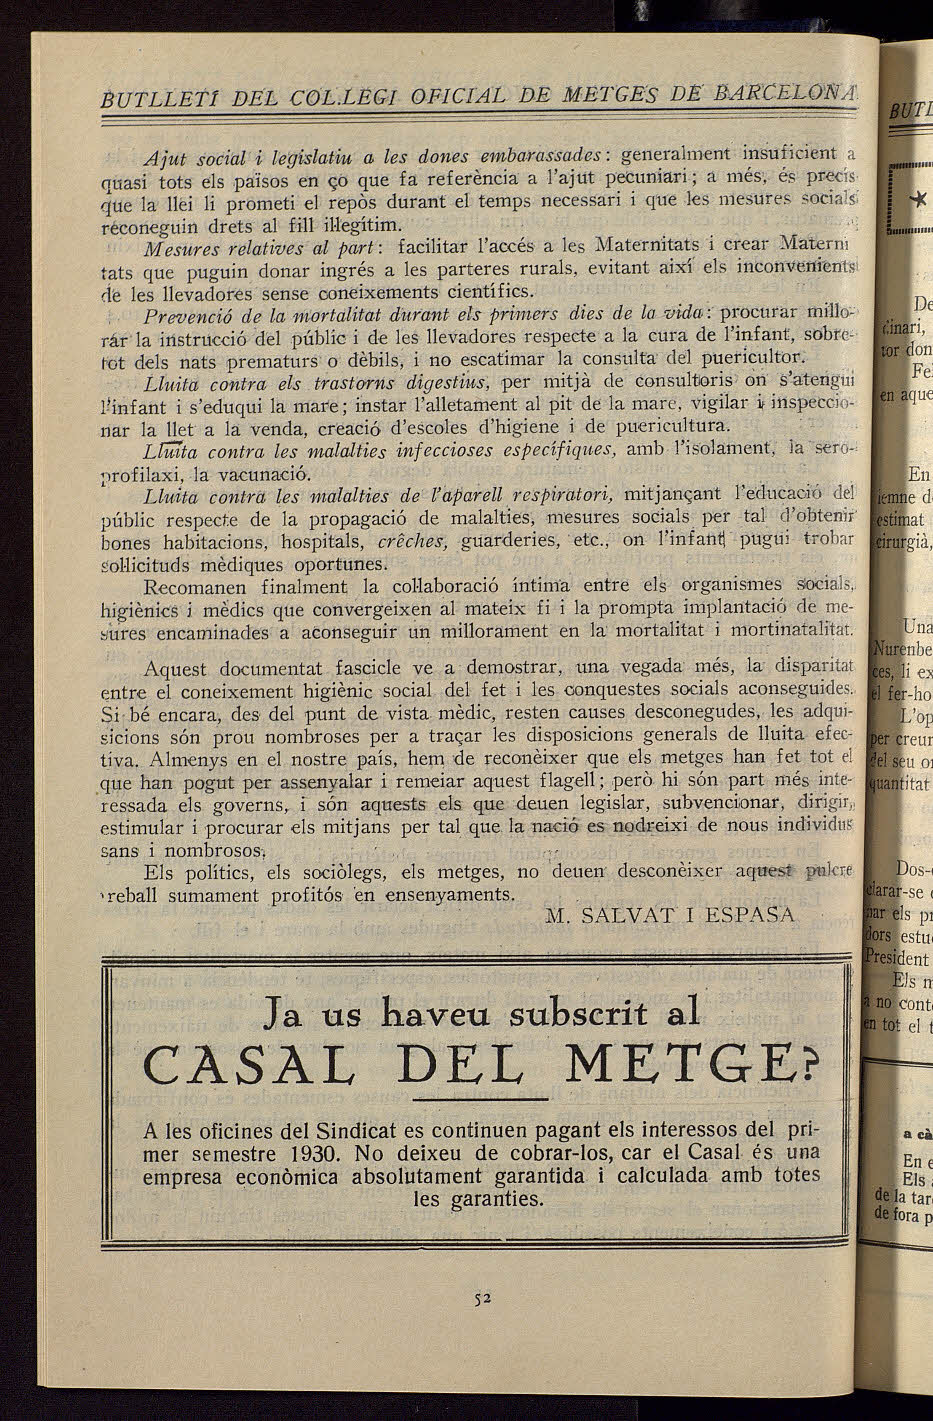 BUTLLETÍ DEL COL.LEGI OFICIAL DE METGES DE BARCELONA
Ajut social i legislatiu a les dones embarassades: generalment insuficient a
quasi tots els països en ço que fa referència a l'ajut pecuniari; a més, és precís
que la llei li prometi el repòs durant el temps necessari i que les mesures socials
reconeguin drets al fill il·legítim.
Mesures relatives al part: facilitar l'accés a les Maternitats i crear Materni
tats que puguin donar ingrés a les parteres rurals, evitant així els inconvenients
de les llevadores sense coneixements científics.
Prevenció de la mortalitat durant els primers dies de la vida: procurar millo-
rar la instrucció del públic i de les llevadores respecte a la cura de l'infant, sobre-
tot dels nats prematurs o dèbils, i no escatimar la consulta del puericultor.
Lluita contra els trastorns digestius, per mitjà de consultoris on s'atengui
l'infant i s'eduqui la mare; instar l'alletament al pit de la mare, vigilar i inspeccio-
nar la llet a la venda, creació d'escoles d'higiene i de puericultura.
Lluita contra les malalties infeccioses específiques, amb l'isolament, la sero-
profilaxi, la vacunació.
Lluita contra les malalties de l'aparell respiratori, mitjançant l'educació del
públic respecte de la propagació de malalties, mesures socials per tal d'obtenir
bones habitacions, hospitals, crêches, guarderies, etc., on l'infant pugui trobar
sol·licituds mèdiques oportunes.
Recomanen finalment la col·laboració íntima entre els organismes socials,
higiènics i mèdics que convergeixen al mateix fi i la prompta implantació de me-
sures encaminades a aconseguir un millorament en la mortalitat i mortinatalitat.
Aquest documentat fascicle ve a demostrar, una vegada més, la disparitat
entre el coneixement higiènic social del fet i les conquestes socials aconseguides.
Si bé encara, des del punt de vista mèdic, resten causes desconegudes, les adqui-
sicions són prou nombroses per a traçar les disposicions generals de lluita efec-
tiva. Almenys en el nostre país, hem de reconèixer que els metges han fet tot el
que han pogut per assenyalar i remeiar aquest flagell; però hi són part més inte-
ressada els governs, i són aquests els que deuen legislar, subvencionar, dirigir,
estimular i procurar els mitjans per tal que la nació es nodreixi de nous individus
sans i nombrosos.
Els polítics, els sociòlegs, els metges, no deuen desconèixer aquest pulcre
treball sumament profitós en ensenyaments.
M. SALVAT I ESPASA
Ja us haveu subscrit al
CASAL DEL METGE?
A les oficines del Sindicat es continuen pagant els interessos del pri-
mer semestre 1930. No deixeu de cobrar-los, car el Casal és una
empresa econòmica absolutament garantida i calculada amb totes
les garanties.
52